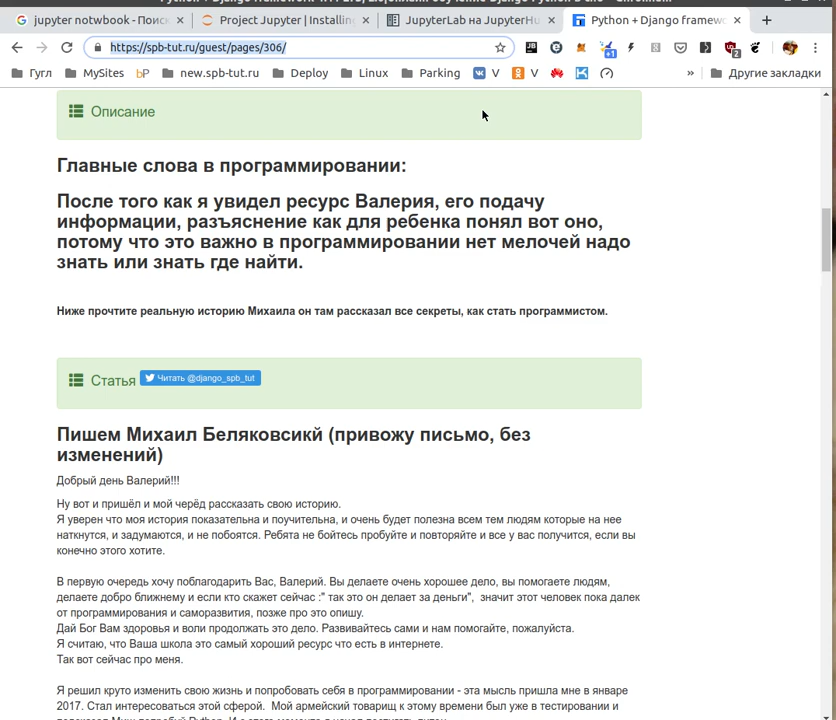 jupyter notwbook - Поиск
Project Jupyter | Installin
JupyterLab на JupyterHu
Python + Django framew
https://spb-tut.ru/guest/pages/306/
Гугл
MySites
bP
new.spb-tut.ru
Deploy
Linux
Parking
V
V
»
Другие закладки
Описание
Главные слова в программировании:
После того как я увидел ресурс Валерия, его подачу
информации, разъяснение как для ребенка понял вот оно,
потому что это важно в программировании нет мелочей надо
знать или знать где найти.
Ниже прочтите реальную историю Михаила он там рассказал все секреты, как стать программистом.
Статья
Читать @django_spb_tut
Пишем Михаил Беляковсикй (привожу письмо, без
изменений)
Добрый день Валерий!!!
Ну вот и пришёл и мой черёд рассказать свою историю.
Я уверен что моя история показательна и поучительна, и очень будет полезна всем тем людям которые на нее
наткнутся, и задумаются, и не побоятся. Ребята не бойтесь пробуйте и повторяйте и все у вас получится, если вы
конечно этого хотите.
В первую очередь хочу поблагодарить Вас, Валерий. Вы делаете очень хорошее дело, вы помогаете людям,
делаете добро ближнему и если кто скажет сейчас :" так это он делает за деньги", значит этот человек пока далек
от программирования и саморазвития, позже про это опишу.
Дай Бог Вам здоровья и воли продолжать это дело. Развивайтесь сами и нам помогайте, пожалуйста.
Я считаю, что Ваша школа это самый хороший ресурс что есть в интернете.
Так вот сейчас про меня.
Я решил круто изменить свою жизнь и попробовать себя в программировании - эта мысль пришла мне в январе
2017. Стал интересоваться этой сферой. Мой армейский товарищ к этому времени был уже в тестировании и